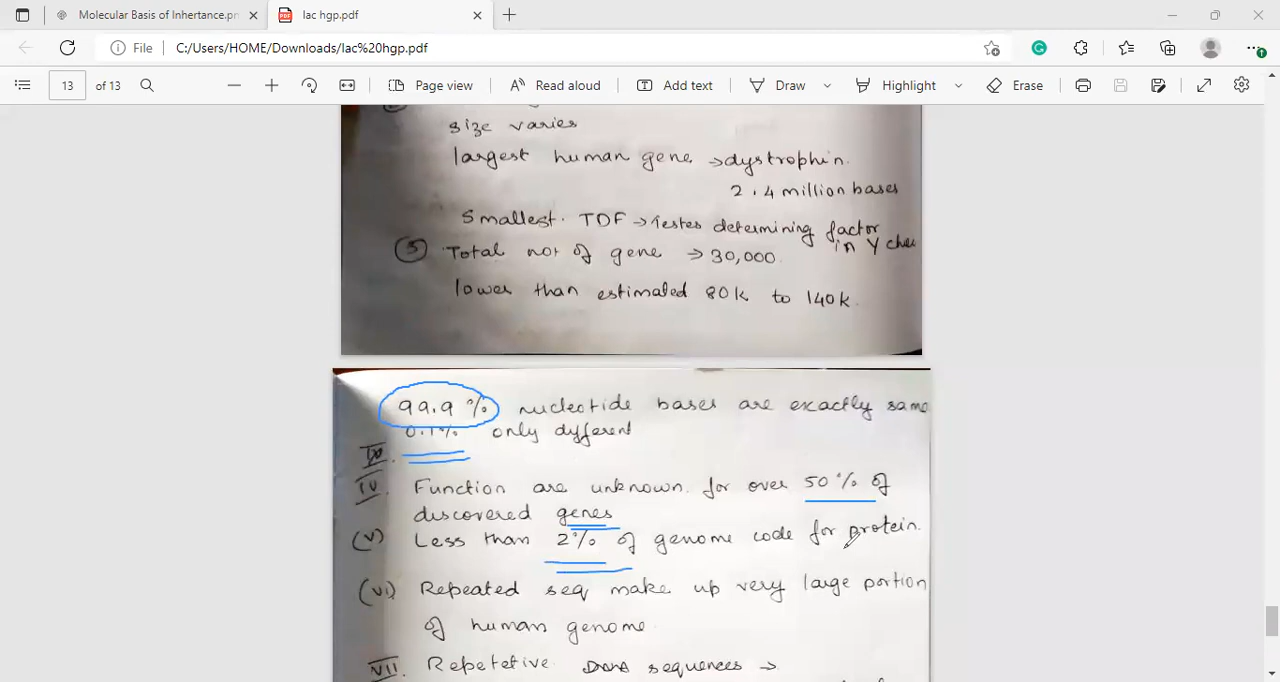 Molecular Basis of Inheritance.pr
lac hgp.pdf
File
C:/Users/HOME/Downloads/lac%20hgp.pdf
13 of 13
Page view
Read aloud
Add text
Draw
Highlight
Erase
size varies
largest human gene → dystrophin.
2.4 million bases
Smallest. TDF → Testes determining factor
in Y
Total no. of gene → 30,000
lower than estimated 80k to 140k.
99.9% nucleotide bases are exactly same
0.1% only different
IV. Function are unknown for over 50% of
discovered genes
(V) Less than 2% of genome code for protein.
(VI) Repeated seq make up very large portion
of human genome
VII. Repetetive sequences →